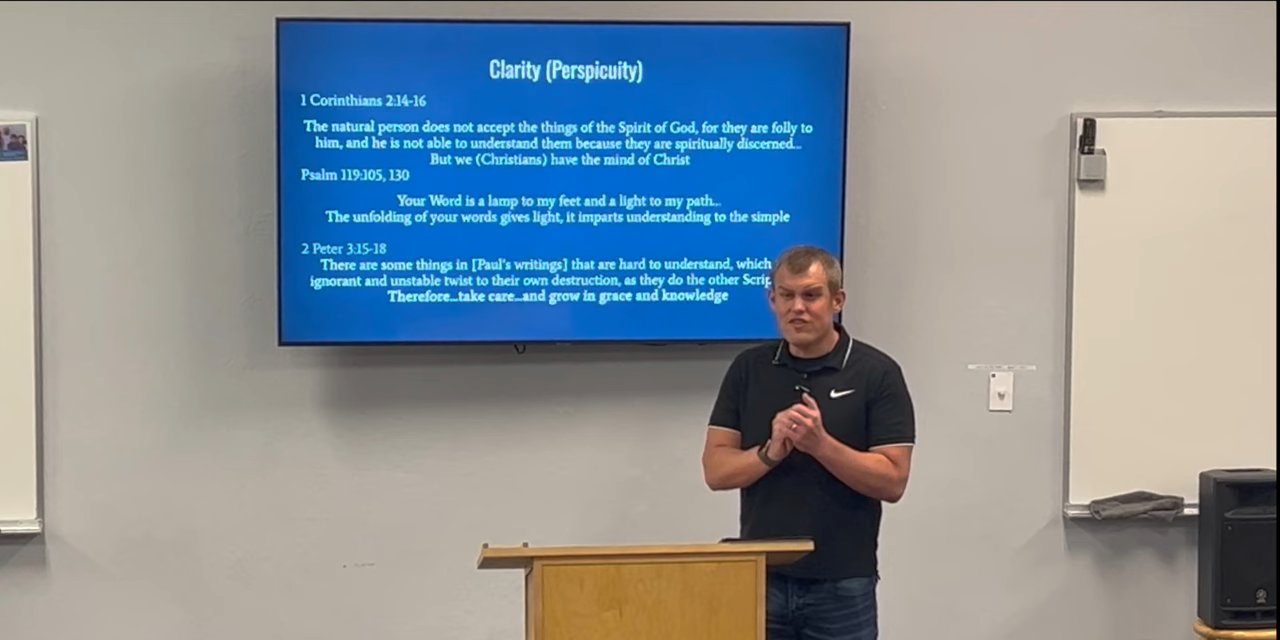 Clarity (Perspicuity)
1 Corinthians 2:14-16
The natural person does not accept the things of the Spirit of God, for they are folly to
him, and he is not able to understand them because they are spiritually discerned...
But we (Christians) have the mind of Christ
Psalm 119:105, 130
Your Word is a lamp to my feet and a light to my path...
The unfolding of your words gives light, it imparts understanding to the simple
2 Peter 3:15-18
There are some things in [Paul's writings] that are hard to understand, which
ignorant and unstable twist to their own destruction, as they do the other Scrip
Therefore...take care...and grow in grace and knowledge